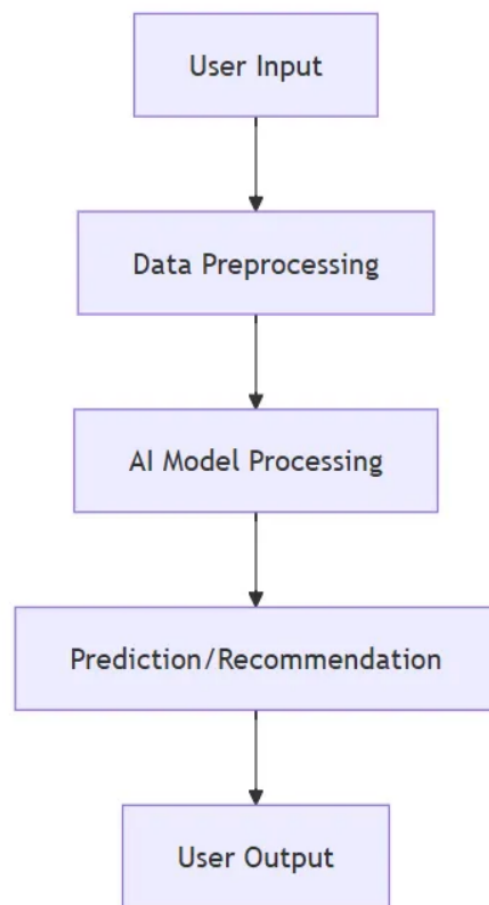 User Input
Data Preprocessing
AI Model Processing
Prediction/Recommendation
User Output